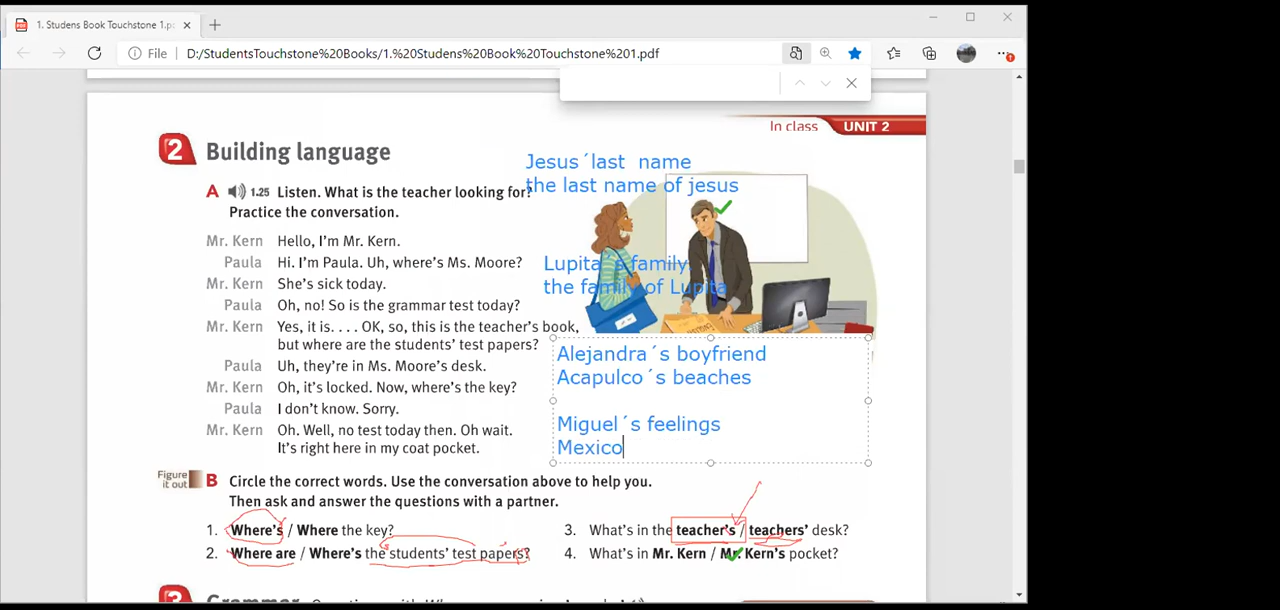 1. Studens Book Touchstone 1.p
File D:/StudentsTouchstone%20Books/1.%20Studens%20Book%20Touchstone%201.pdf
In class UNIT 2
2 Building language
Jesus´last name
the last name of jesus
A 1.25 Listen. What is the teacher looking for?
Practice the conversation.
Mr. Kern Hello, I'm Mr. Kern.
Paula Hi. I'm Paula. Uh, where's Ms. Moore?
Mr. Kern She's sick today.
Paula Oh, no! So is the grammar test today?
Mr. Kern Yes, it is. . . . OK, so, this is the teacher's book,
but where are the students' test papers?
Paula Uh, they're in Ms. Moore's desk.
Mr. Kern Oh, it's locked. Now, where's the key?
Paula I don't know. Sorry.
Mr. Kern Oh. Well, no test today then. Oh wait.
It's right here in my coat pocket.
Lupita´s family
the family of Lupita
Alejandra´s boyfriend
Acapulco´s beaches
Miguel´s feelings
Mexico
Figure it out
B Circle the correct words. Use the conversation above to help you.
Then ask and answer the questions with a partner.
1. Where's / Where the key?
2. Where are / Where's the students' test papers?
3. What's in the teacher's / teachers' desk?
4. What's in Mr. Kern / Mr. Kern's pocket?
3 Grammar